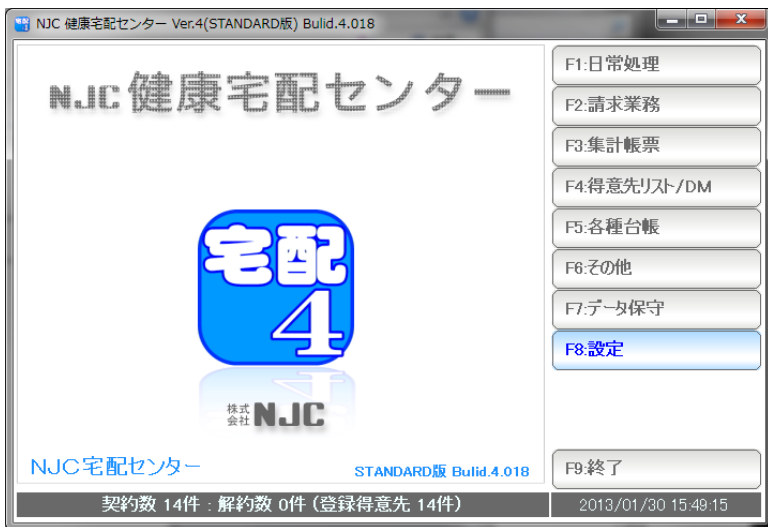 NJC 健康宅配センター Ver.4(STANDARD版) Bulid.4.018
NJC 健康宅配センター
宅配
4
株式
会社 NJC
NJC宅配センター
STANDARD版 Bulid.4.018
契約数 14件 : 解約数 0件 (登録得意先 14件)
F1:日常処理
F2:請求業務
F3:集計帳票
F4:得意先リスト/DM
F5:各種台帳
F6:その他
F7:データ保守
F8:設定
F9:終了
2013/01/30 15:49:15